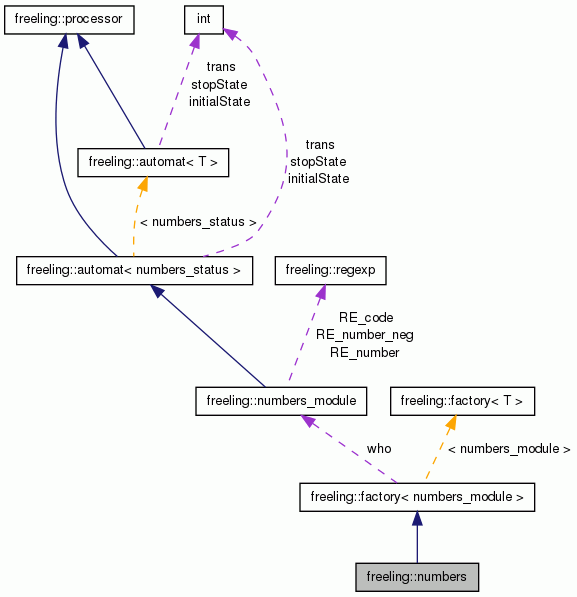 freeling::processor
int
trans
stopState
initialState
trans
stopState
initialState
freeling::automat< T >
< numbers_status >
freeling::automat< numbers_status >
freeling::regexp
RE_code
RE_number_neg
RE_number
freeling::numbers_module
freeling::factory< T >
who
< numbers_module >
freeling::factory< numbers_module >
freeling::numbers